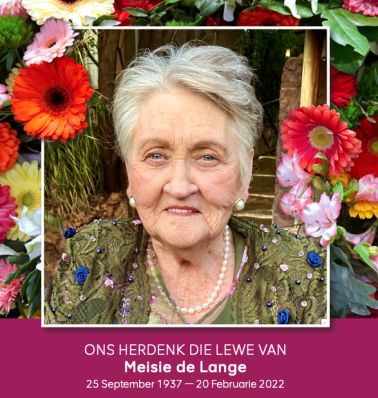 ONS HERDENK DIE LEWE VAN
Meisie de Lange
25 September 1937 — 20 Februarie 2022